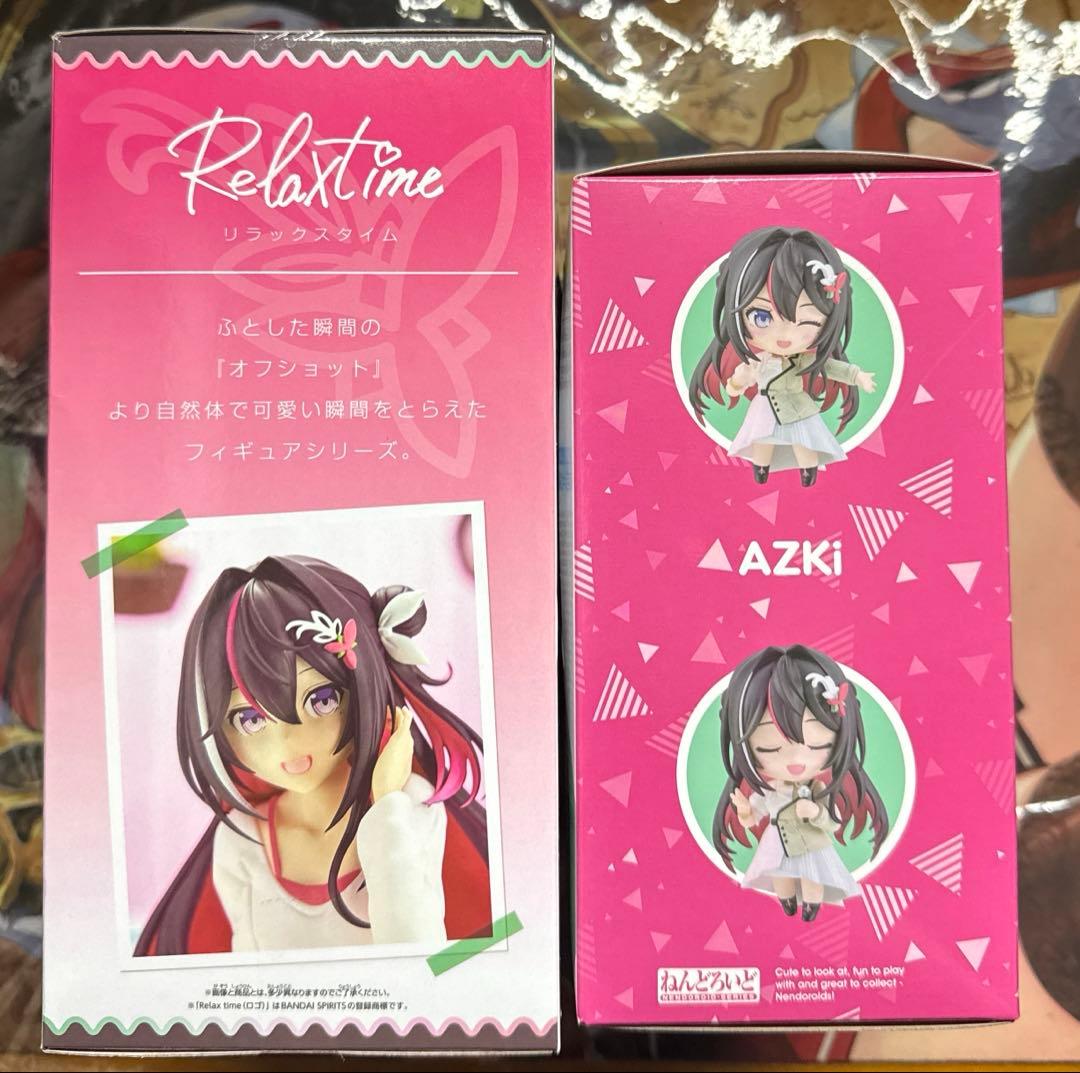 Relaxtime
リラックスタイム
ふとした瞬間の
『オフショット』
より自然体で可愛い瞬間をとらえた
フィギュアシリーズ。
※画像と商品とは、多少異なりますのでご了承ください。
※「Relax time(ロゴ)」はBANDAI SPIRITSの登録商標です。
AZKi
ねんどろいど
NENDOROID-SERIES
Cute to look at, fun to play
with and great to collect -
Nendoroids!